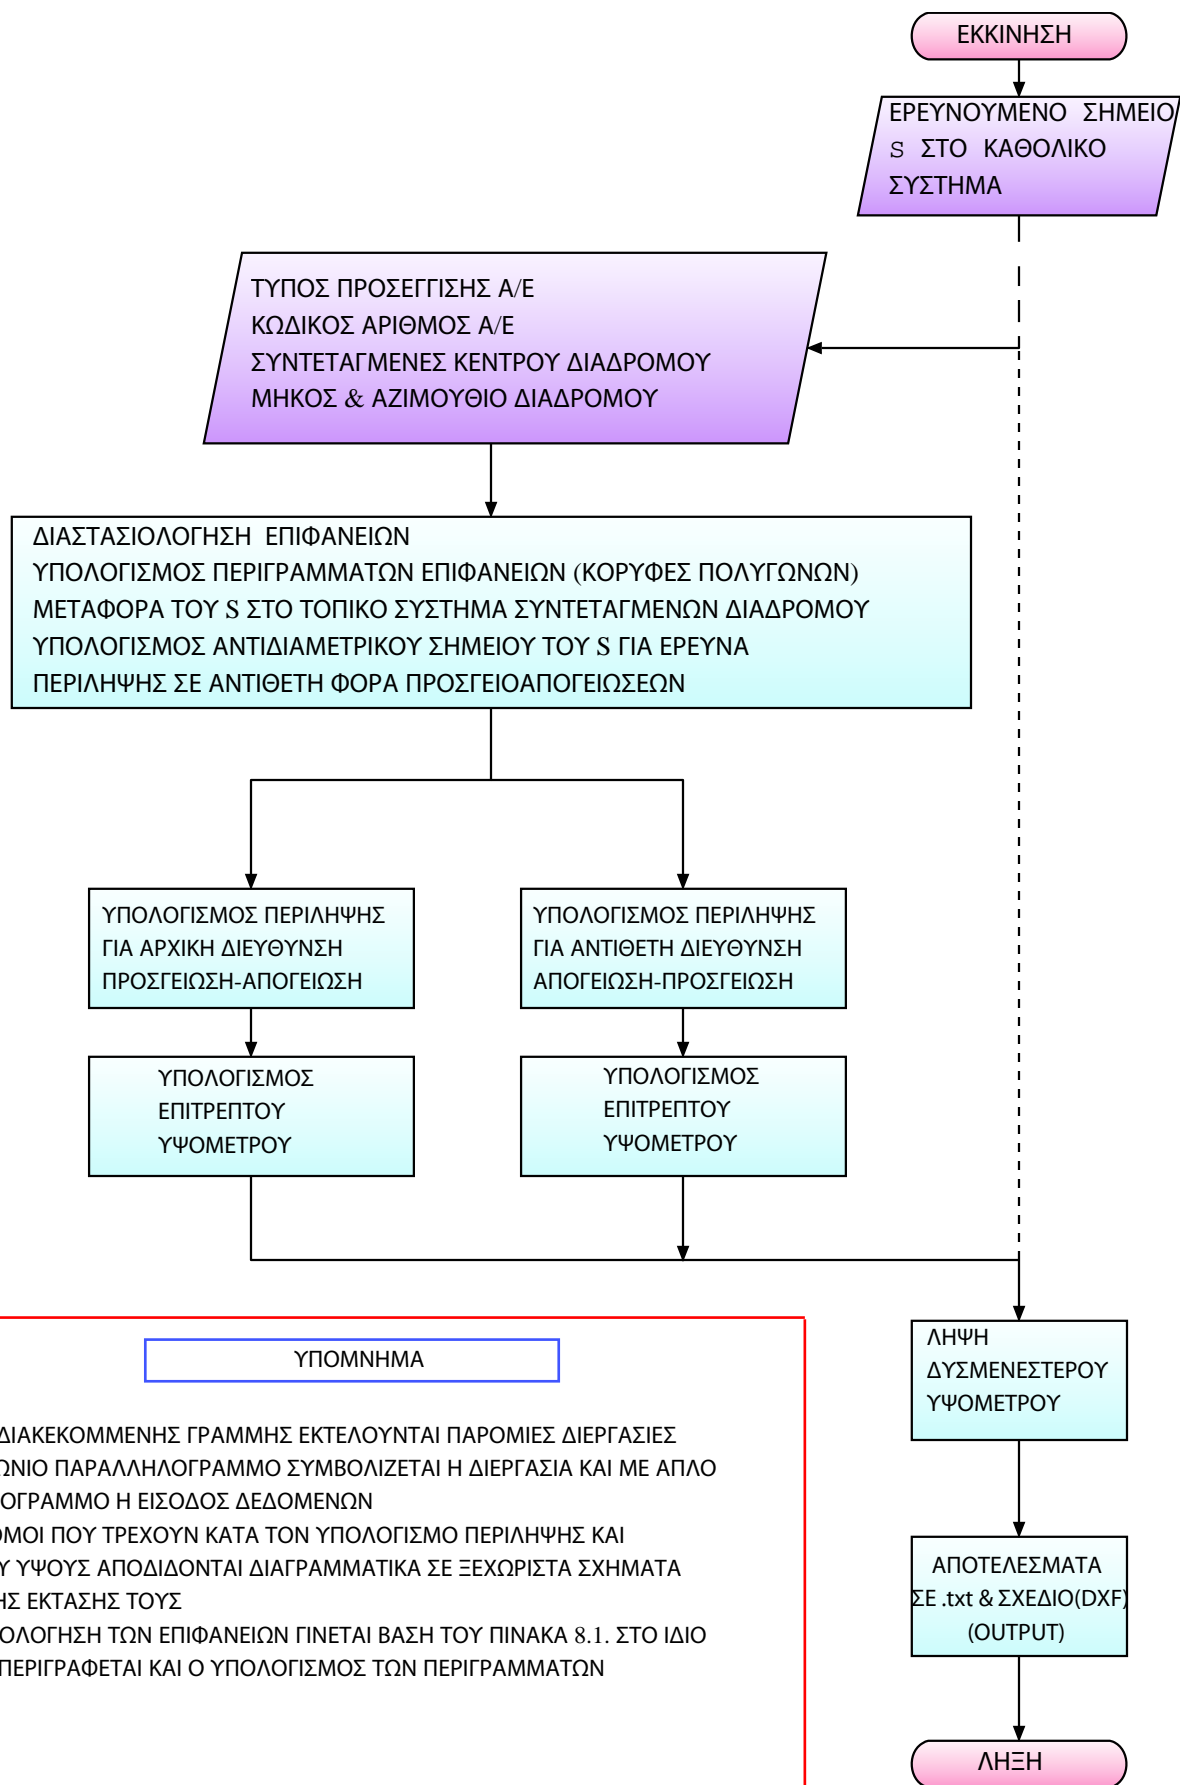 ΕΚΚΙΝΗΣΗ
ΕΡΕΥΝΟΥΜΕΝΟ ΣΗΜΕΙΟ
S ΣΤΟ ΚΑΘΟΛΙΚΟ
ΣΥΣΤΗΜΑ
ΤΥΠΟΣ ΠΡΟΣΕΓΓΙΣΗΣ Α/Ε
ΚΩΔΙΚΟΣ ΑΡΙΘΜΟΣ Α/Ε
ΣΥΝΤΕΤΑΓΜΕΝΕΣ ΚΕΝΤΡΟΥ ΔΙΑΔΡΟΜΟΥ
ΜΗΚΟΣ & ΑΖΙΜΟΥΘΙΟ ΔΙΑΔΡΟΜΟΥ
ΔΙΑΣΤΑΣΙΟΛΟΓΗΣΗ ΕΠΙΦΑΝΕΙΩΝ
ΥΠΟΛΟΓΙΣΜΟΣ ΠΕΡΙΓΡΑΜΜΑΤΩΝ ΕΠΙΦΑΝΕΙΩΝ (ΚΟΡΥΦΕΣ ΠΟΛΥΓΩΝΩΝ)
ΜΕΤΑΦΟΡΑ ΤΟΥ S ΣΤΟ ΤΟΠΙΚΟ ΣΥΣΤΗΜΑ ΣΥΝΤΕΤΑΓΜΕΝΩΝ ΔΙΑΔΡΟΜΟΥ
ΥΠΟΛΟΓΙΣΜΟΣ ΑΝΤΙΔΙΑΜΕΤΡΙΚΟΥ ΣΗΜΕΙΟΥ ΤΟΥ S ΓΙΑ ΕΡΕΥΝΑ
ΠΕΡΙΛΗΨΗΣ ΣΕ ΑΝΤΙΘΕΤΗ ΦΟΡΑ ΠΡΟΣΓΕΙΟΑΠΟΓΕΙΩΣΕΩΝ
ΥΠΟΛΟΓΙΣΜΟΣ ΠΕΡΙΛΗΨΗΣ
ΓΙΑ ΑΡΧΙΚΗ ΔΙΕΥΘΥΝΣΗ
ΠΡΟΣΓΕΙΩΣΗ-ΑΠΟΓΕΙΩΣΗ
ΥΠΟΛΟΓΙΣΜΟΣ ΠΕΡΙΛΗΨΗΣ
ΓΙΑ ΑΝΤΙΘΕΤΗ ΔΙΕΥΘΥΝΣΗ
ΑΠΟΓΕΙΩΣΗ-ΠΡΟΣΓΕΙΩΣΗ
ΥΠΟΛΟΓΙΣΜΟΣ
ΕΠΙΤΡΕΠΤΟΥ
ΥΨΟΜΕΤΡΟΥ
ΥΠΟΛΟΓΙΣΜΟΣ
ΕΠΙΤΡΕΠΤΟΥ
ΥΨΟΜΕΤΡΟΥ
ΛΗΨΗ
ΔΥΣΜΕΝΕΣΤΕΡΟΥ
ΥΨΟΜΕΤΡΟΥ
ΑΠΟΤΕΛΕΣΜΑΤΑ
ΣΕ .txt & ΣΧΕΔΙΟ(DXF)
(OUTPUT)
ΛΗΞΗ
ΥΠΟΜΝΗΜΑ
ΔΙΑΚΕΚΟΜΜΕΝΗΣ ΓΡΑΜΜΗΣ ΕΚΤΕΛΟΥΝΤΑΙ ΠΑΡΟΜΙΕΣ ΔΙΕΡΓΑΣΙΕΣ
ΩΝΙΟ ΠΑΡΑΛΛΗΛΟΓΡΑΜΜΟ ΣΥΜΒΟΛΙΖΕΤΑΙ Η ΔΙΕΡΓΑΣΙΑ ΚΑΙ ΜΕ ΑΠΛΟ
ΟΓΡΑΜΜΟ Η ΕΙΣΟΔΟΣ ΔΕΔΟΜΕΝΩΝ
ΟΜΟΙ ΠΟΥ ΤΡΕΧΟΥΝ ΚΑΤΑ ΤΟΝ ΥΠΟΛΟΓΙΣΜΟ ΠΕΡΙΛΗΨΗΣ ΚΑΙ
Υ ΥΨΟΥΣ ΑΠΟΔΙΔΟΝΤΑΙ ΔΙΑΓΡΑΜΜΑΤΙΚΑ ΣΕ ΞΕΧΩΡΙΣΤΑ ΣΧΗΜΑΤΑ
ΗΣ ΕΚΤΑΣΗΣ ΤΟΥΣ
ΟΛΟΓΗΣΗ ΤΩΝ ΕΠΙΦΑΝΕΙΩΝ ΓΙΝΕΤΑΙ ΒΑΣΗ ΤΟΥ ΠΙΝΑΚΑ 8.1. ΣΤΟ ΙΔΙΟ
ΠΕΡΙΓΡΑΦΕΤΑΙ ΚΑΙ Ο ΥΠΟΛΟΓΙΣΜΟΣ ΤΩΝ ΠΕΡΙΓΡΑΜΜΑΤΩΝ